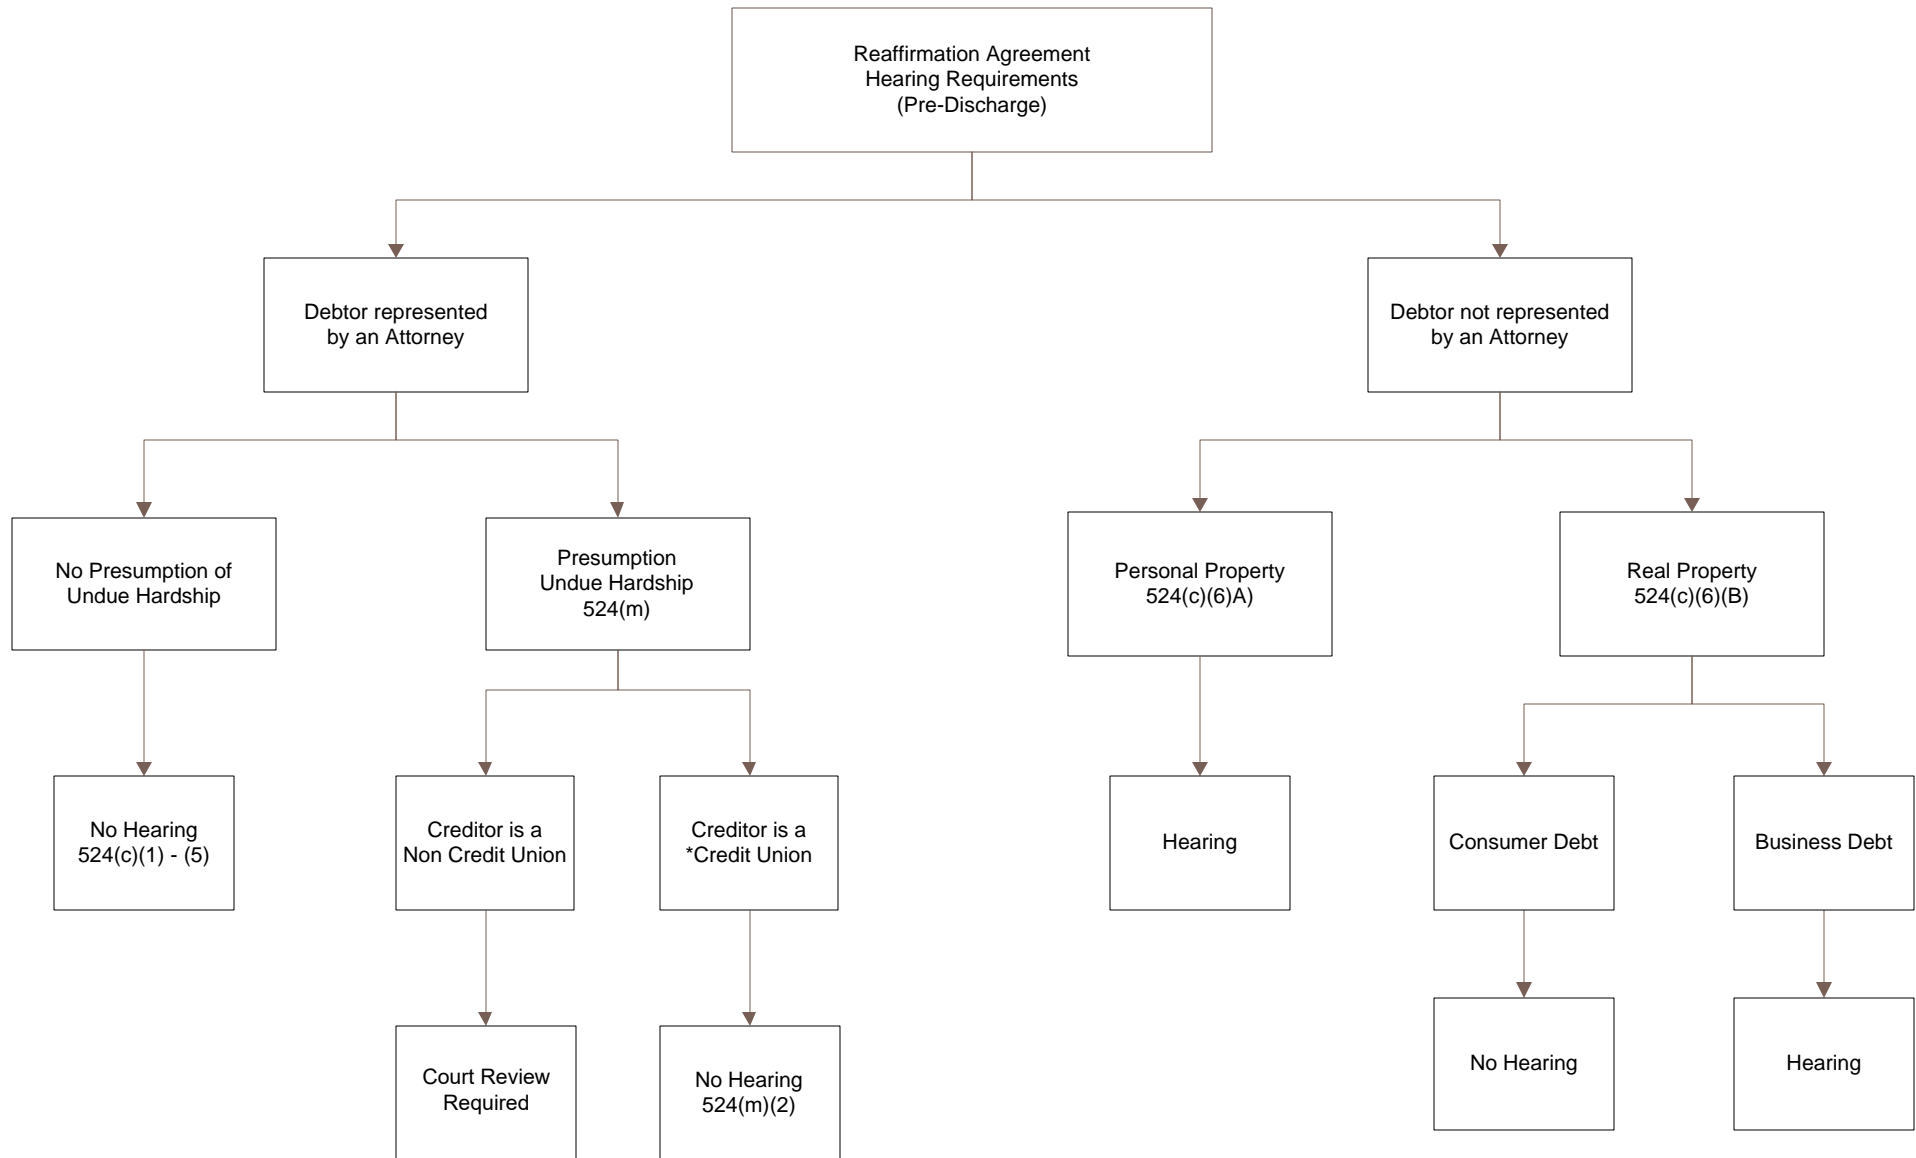 Reaffirmation Agreement
Hearing Requirements
(Pre-Discharge)
Debtor represented
by an Attorney
Debtor not represented
by an Attorney
No Presumption of
Undue Hardship
Presumption
Undue Hardship
524(m)
Personal Property
524(c)(6)A)
Real Property
524(c)(6)(B)
No Hearing
524(c)(1) - (5)
Creditor is a
Non Credit Union
Creditor is a
*Credit Union
Hearing
Consumer Debt
Business Debt
Court Review
Required
No Hearing
524(m)(2)
No Hearing
Hearing